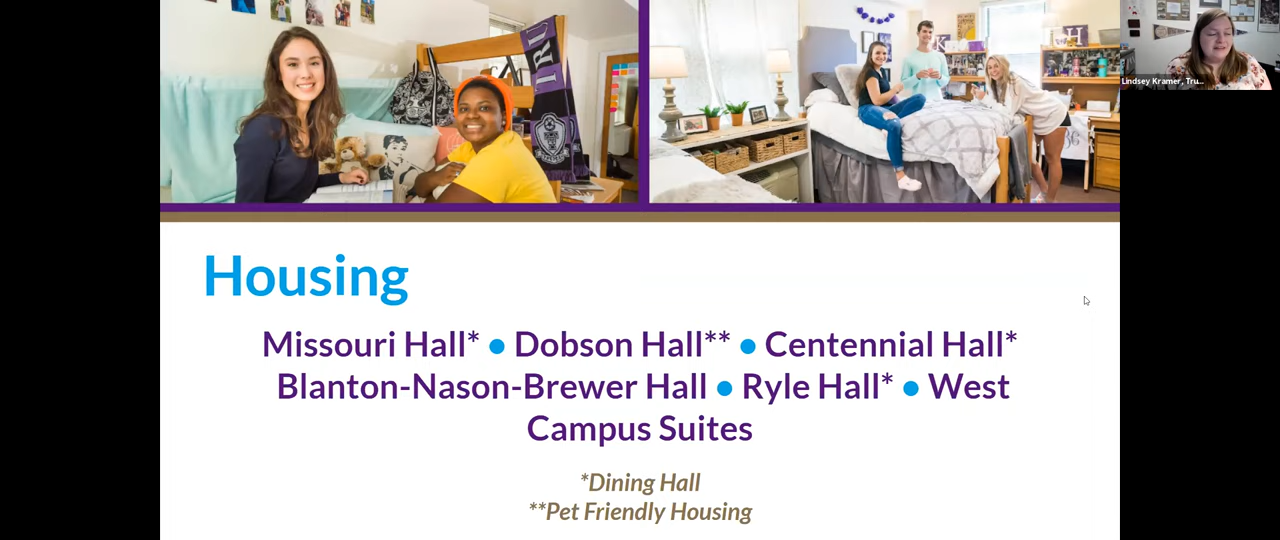 Lindsey Kramer, Tru...
Housing
Missouri Hall* ● Dobson Hall** ● Centennial Hall*
Blanton-Nason-Brewer Hall ● Ryle Hall* ● West
Campus Suites
*Dining Hall
**Pet Friendly Housing